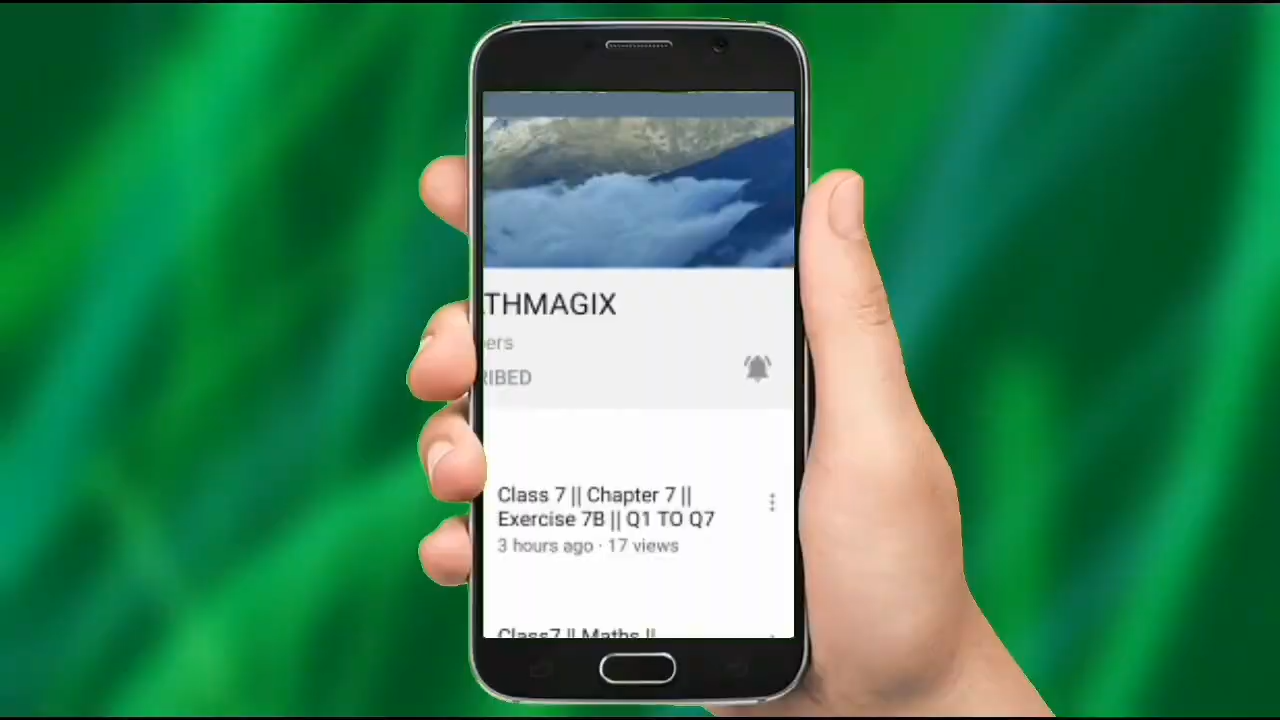 THMAGIX
ers
RIBED
Class 7 || Chapter 7 ||
Exercise 7B || Q1 TO Q7
3 hours ago · 17 views
Class7 || Maths ||